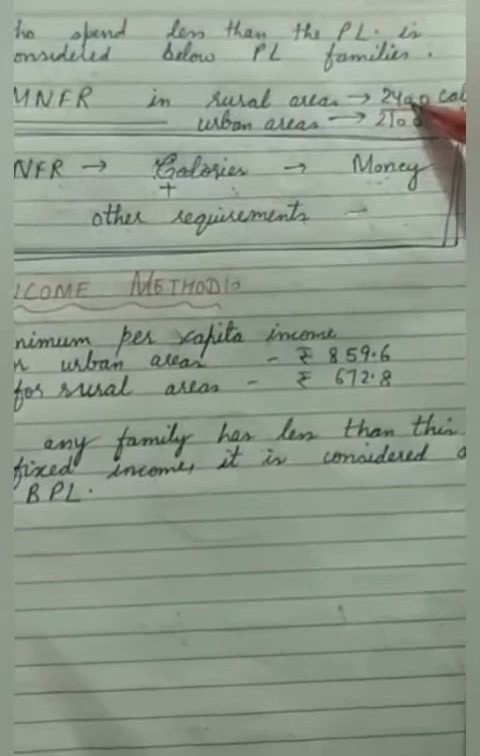 ho spend less than the PL. is
onsidered below PL families.
MNFR in rural areas → 2400 cal
urban areas → 2100
NFR → Calories → Money
+
other requirements -
COME METHOD:-
nimum per capita income
n urban areas - ₹ 859.6
for rural areas - ₹ 672.8
any family has less than this
fixed income, it is considered a
BPL.